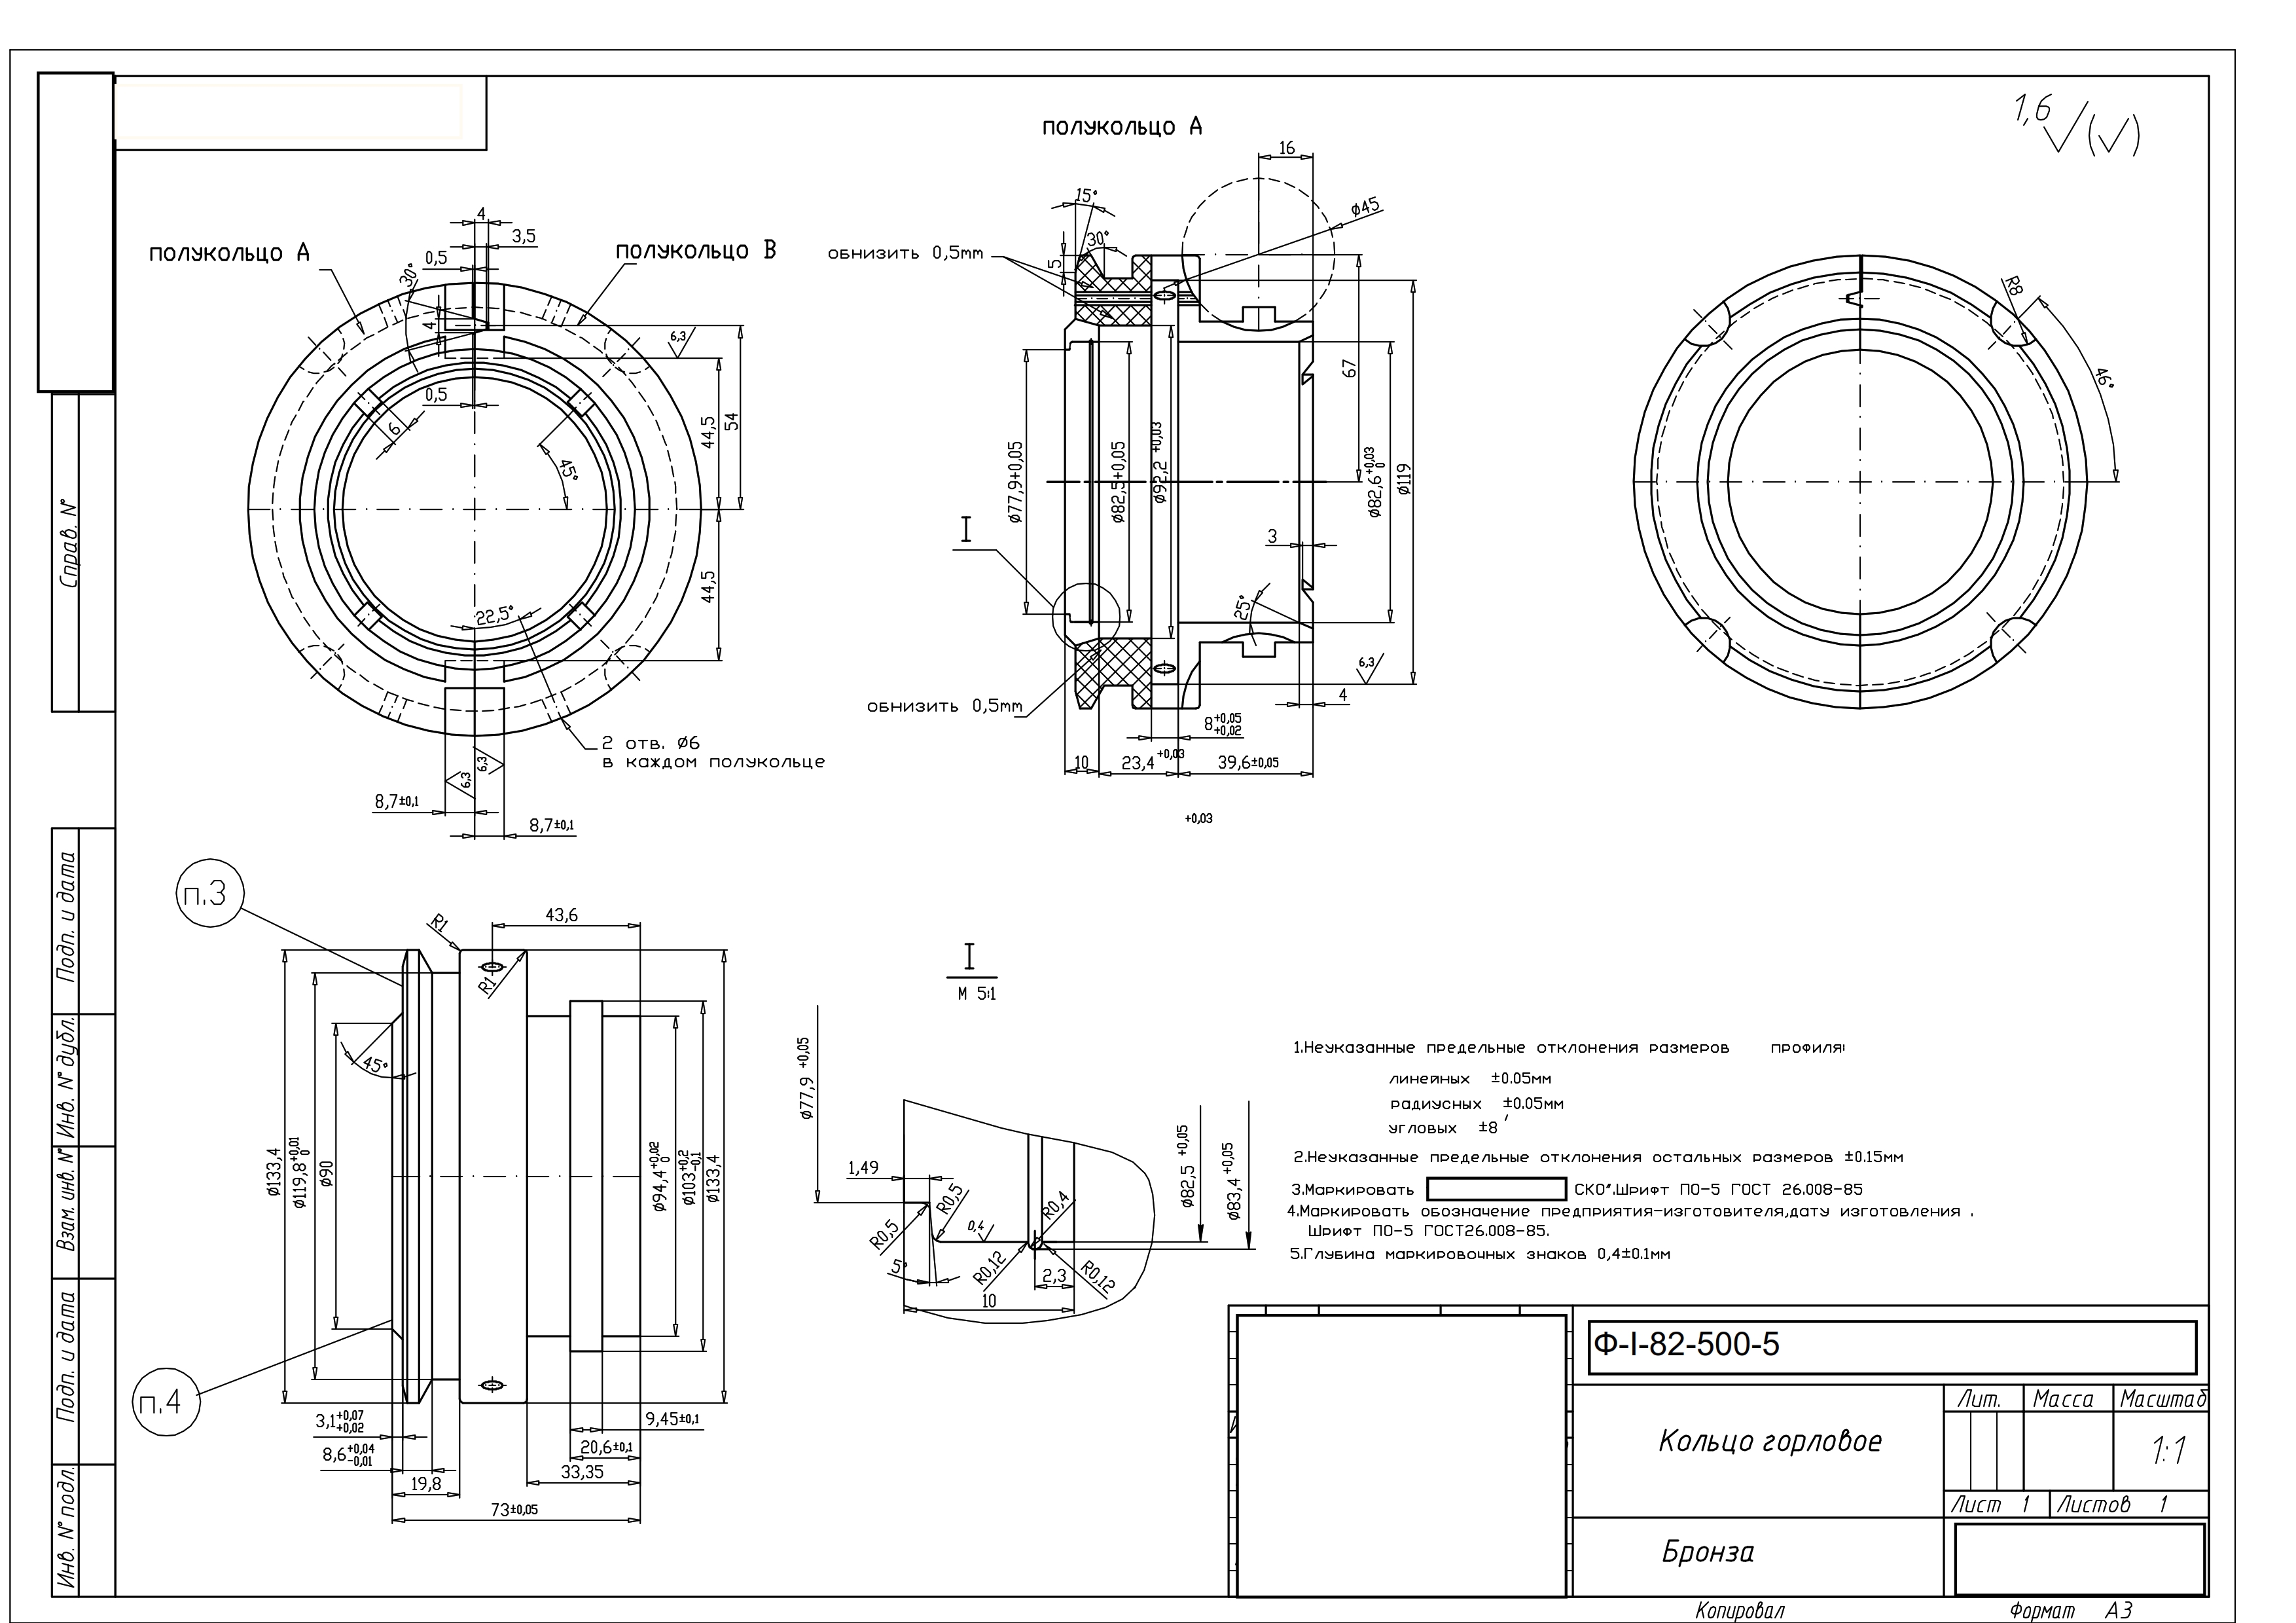 1,6
ПОЛУКОЛЬЦО А
16
15°
ø45
30°
5
ОБНИЗИТЬ 0,5mm
4
3,5
0,5
30°
ПОЛУКОЛЬЦО А
ПОЛУКОЛЬЦО В
4
6,3
0,5
6
45°
44,5
54
44,5
22,5°
2 отв. ø6
в каждом полукольце
6,3
6,3
8,7±0,1
8,7±0,1
67
ø77,9+0,05
ø82,5+0,05
ø92,2 +0,03
ø82,6 +0,03 0
ø119
I
3
25°
6,3
ОБНИЗИТЬ 0,5mm
4
8 +0,05 +0,02
10
23,4 +0,03
39,6±0,05
+0,03
R8
46°
п.3
R1
43,6
R1
45°
ø133,4
ø119,8 +0,01 0
ø90
ø94,4 +0,02 0
ø103 +0,2 -0,1
ø133,4
п.4
3,1 +0,07 +0,02
9,45±0,1
8,6 +0,04 -0,01
20,6±0,1
19,8
33,35
73±0,05
I
М 5:1
ø77,9 +0,05
1,49
R0,5
R0,5
0,4
R0,4
5°
R0,12
R0,12
2,3
10
ø82,5 +0,05
ø83,4 +0,05
1.Неуказанные предельные отклонения размеров профиля:
линейных ±0.05мм
радиусных ±0.05мм
угловых ±8′
2.Неуказанные предельные отклонения остальных размеров ±0.15мм
3.Маркировать СКО".Шрифт ПО-5 ГОСТ 26.008-85
4.Маркировать обозначение предприятия-изготовителя,дату изготовления .
Шрифт ПО-5 ГОСТ26.008-85.
5.Глубина маркировочных знаков 0,4±0.1мм
Справ. №
Подп. и дата
Инв. № дубл.
Взам. инв. №
Подп. и дата
Инв. № подл.
Ф-I-82-500-5
Кольцо горловое
Лит. Масса Масштаб
1:1
Лист 1 Листов 1
Бронза
Копировал Формат А3